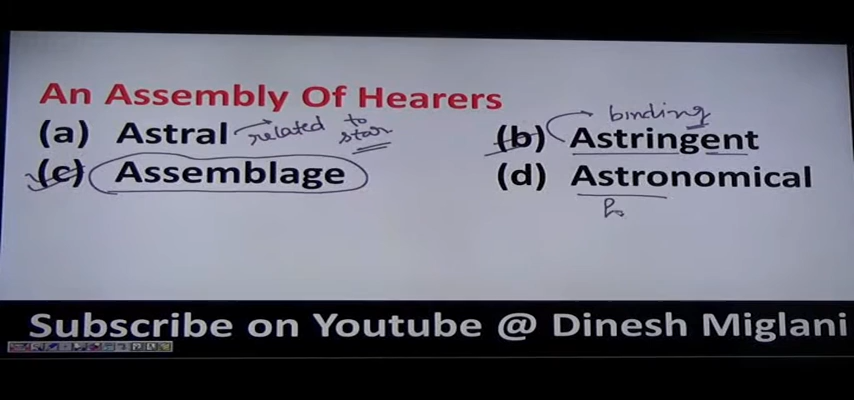 An Assembly Of Hearers
(a) Astral related to star
(b) Astringent binding
(c) Assemblage
(d) Astronomical
Subscribe on Youtube @ Dinesh Miglani